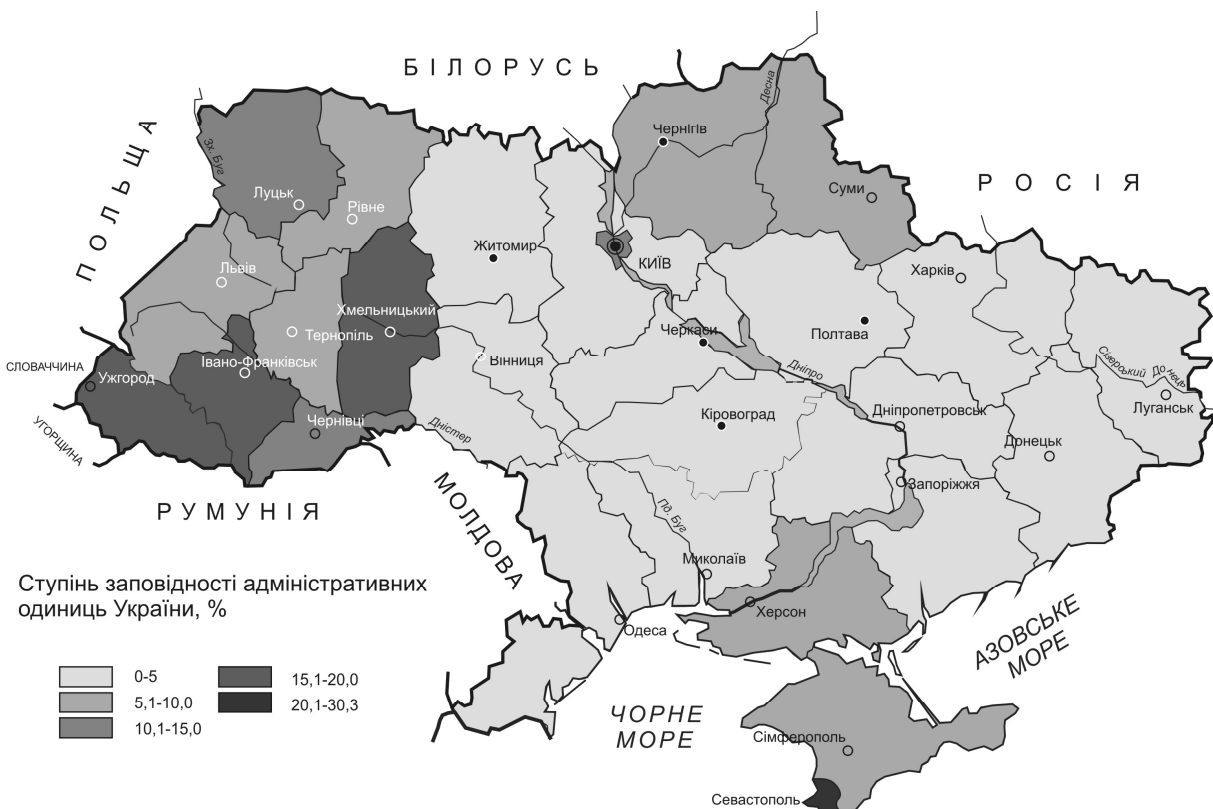 БІЛОРУСЬ
ПОЛЬЩА
РОСІЯ
Десна
Чернігів
Зх. Буг
Суми
Луцьк
Рівне
Житомир
КИЇВ
Львів
Харків
Хмельницький
Тернопіль
Черкаси
Полтава
Вінниця
Івано-Франківськ
СЛОВАЧЧИНА
Ужгород
Дніпро
Сіверський Донець
Луганськ
УГОРЩИНА
Чернівці
Дністер
Кіровоград
Дніпропетровськ
Донецьк
Запоріжжя
РУМУНІЯ
МОЛДОВА
Пд. Буг
Миколаїв
Херсон
Одеса
АЗОВСЬКЕ
МОРЕ
Ступінь заповідності адміністративних
одиниць України, %
0-5
5,1-10,0
10,1-15,0
15,1-20,0
20,1-30,3
ЧОРНЕ
МОРЕ
Сімферополь
Севастополь